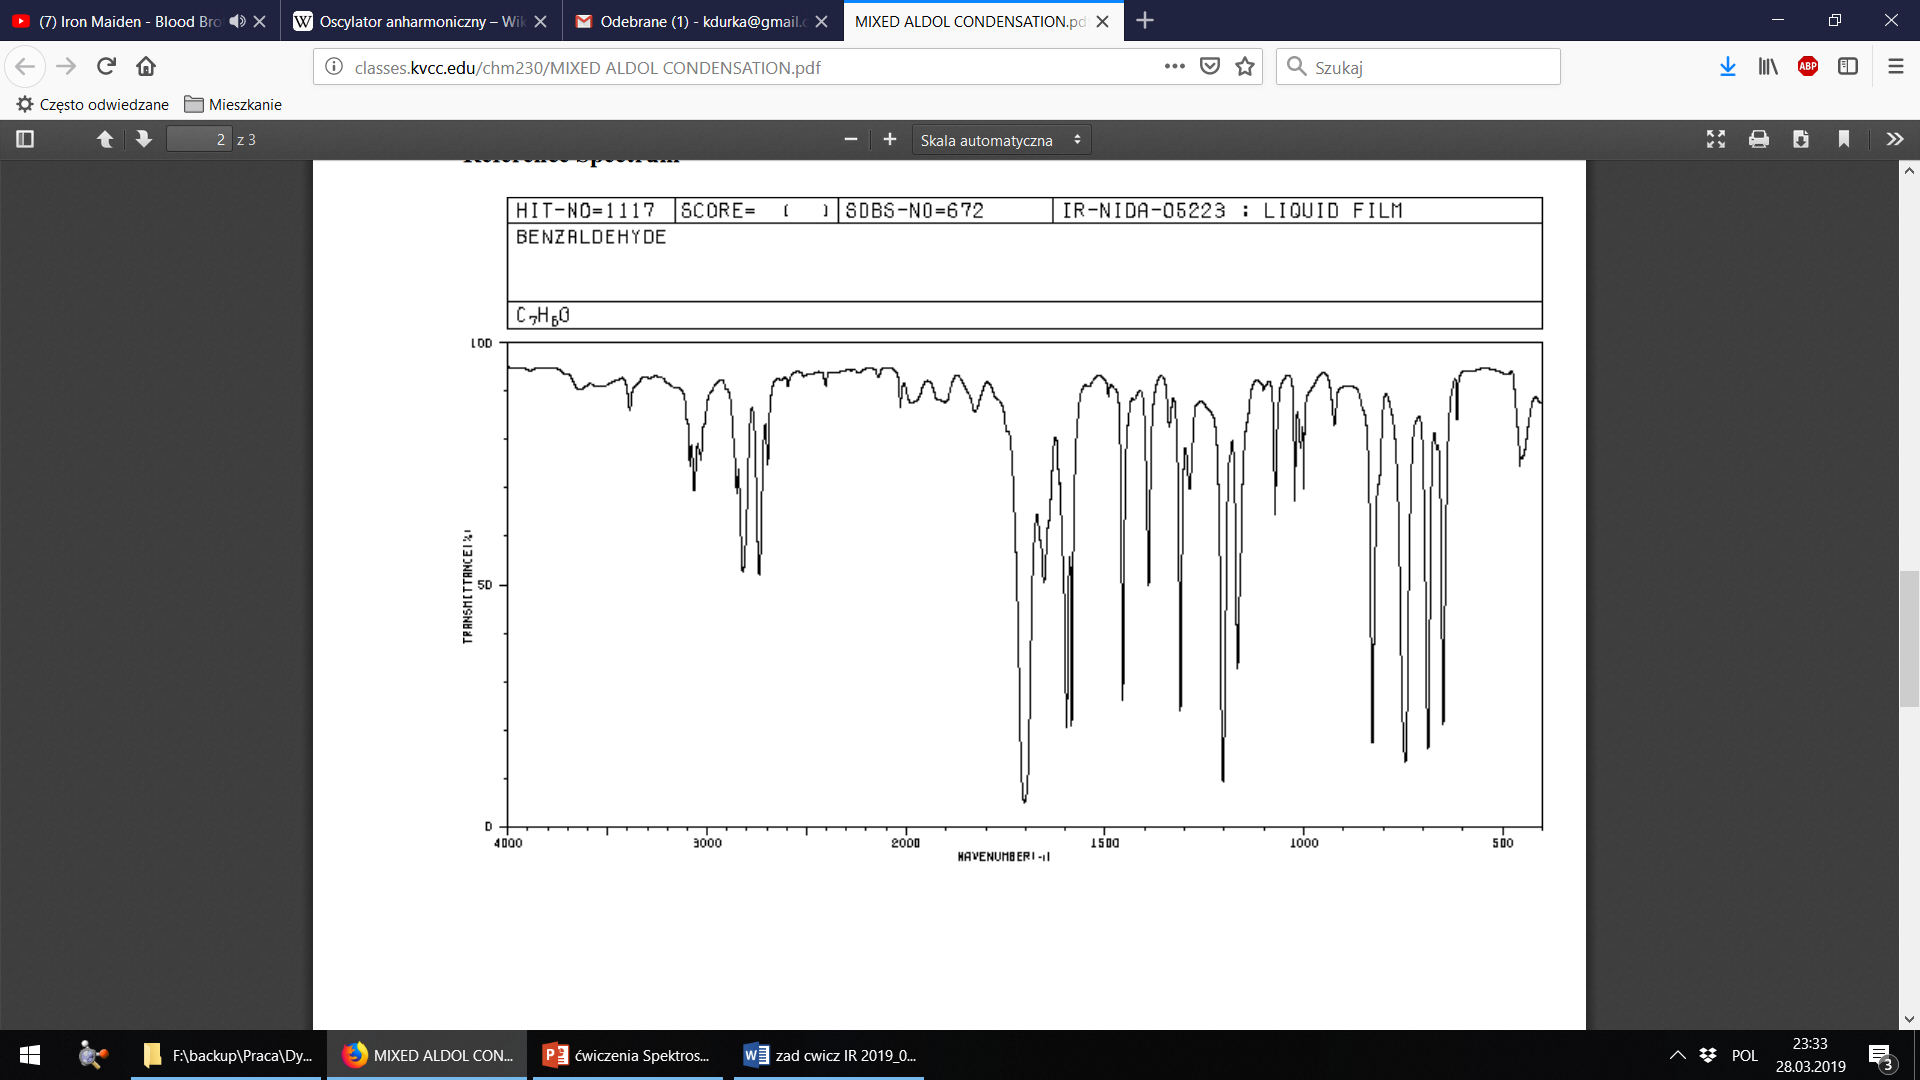 (7) Iron Maiden - Blood Bro
Oscylator anharmoniczny – Wik
Odebrane (1) - kdurka@gmail.c
MIXED ALDOL CONDENSATION.pd
classes.kvcc.edu/chm230/MIXED ALDOL CONDENSATION.pdf
Szukaj
ABP
Często odwiedzane
Mieszkanie
2 z 3
Skala automatyczna
Reference Spectrum
HIT-NO=1117 SCORE= ( ) SDBS-NO=672 IR-NIDA-05223 : LIQUID FILM
BENZALDEHYDE
C7H6O
100
TRANSMITTANCE(%)
50
0
4000 3000 2000 1500 1000 500
WAVENUMBER(-1)
F:\backup\Praca\Dy...
MIXED ALDOL CON...
ćwiczenia Spektros...
zad cwicz IR 2019_0...
POL
23:33
28.03.2019
3